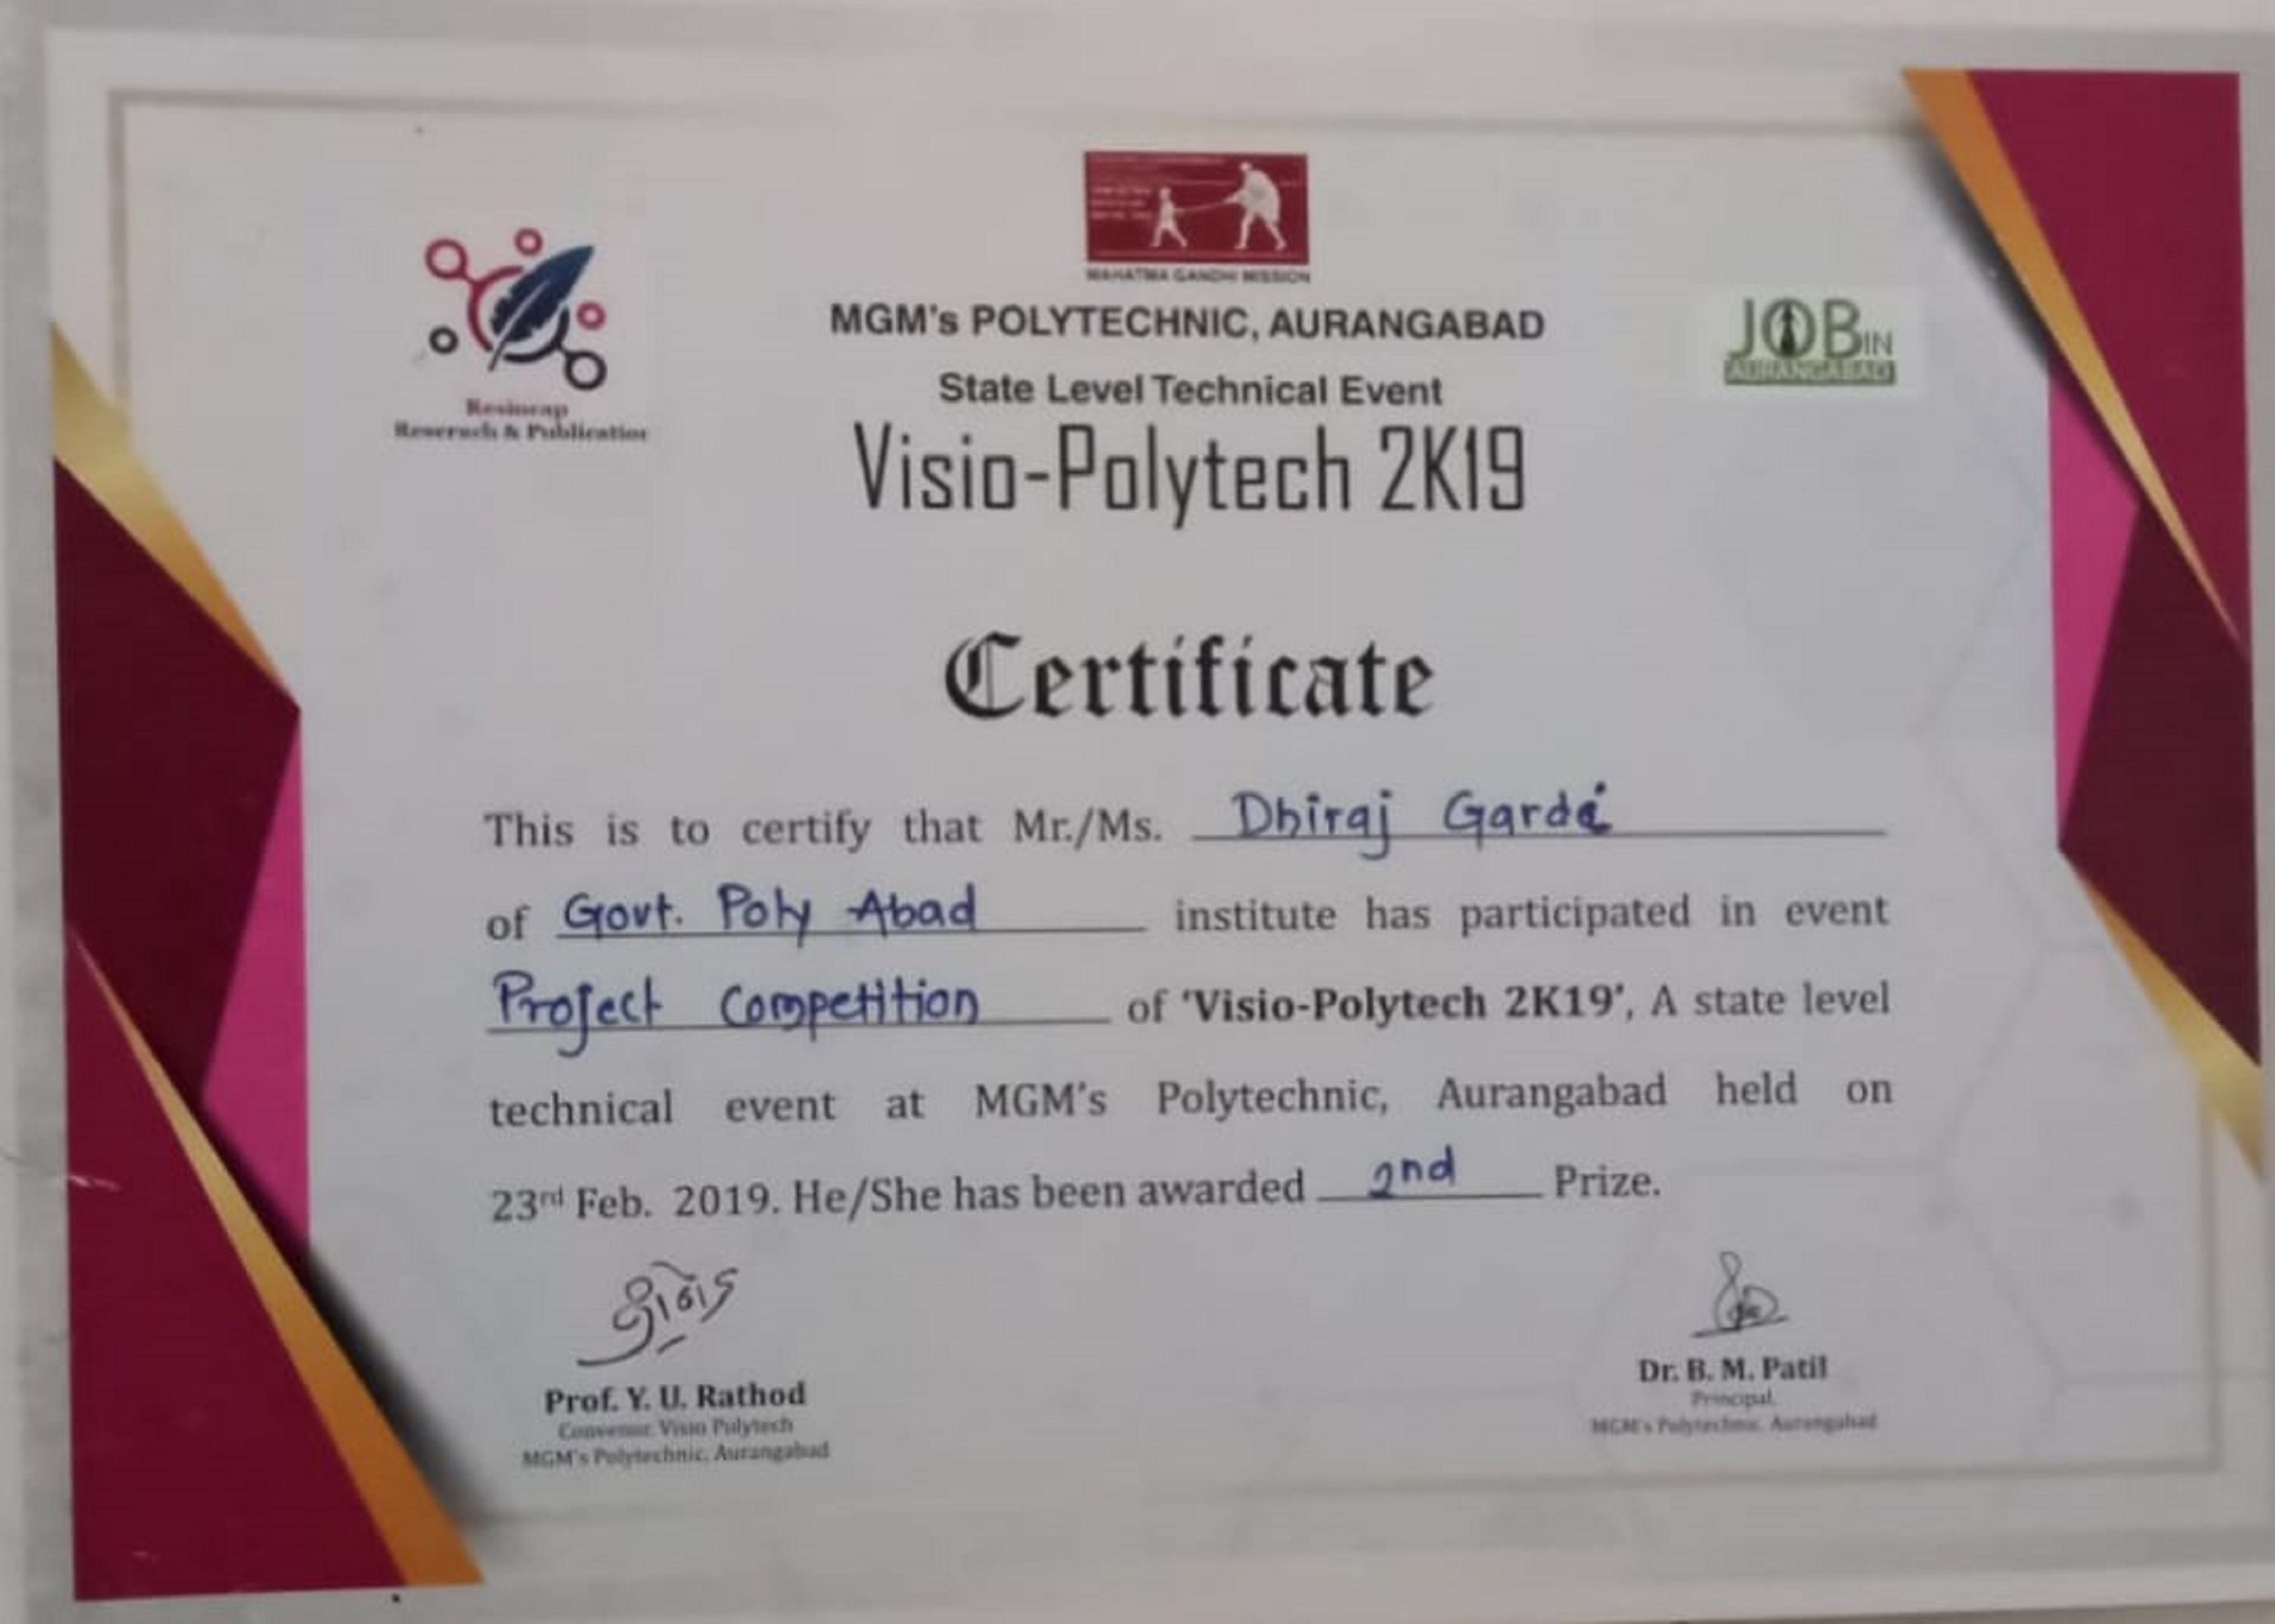 MAHATMA GANDHI MISSION
MGM's POLYTECHNIC, AURANGABAD
JOB IN
AURANGABAD
State Level Technical Event
Resincap
Reserach & Publication
Visio-Polytech 2K19
Certificate
This is to certify that Mr./Ms. Dhiraj Garde
of Govt. Poly Abad institute has participated in event
Project Competition of 'Visio-Polytech 2K19', A state level
technical event at MGM's Polytechnic, Aurangabad held on
23rd Feb. 2019. He/She has been awarded 2nd Prize.
Prof. Y. U. Rathod
Convenor, Visio Polytech
MGM's Polytechnic, Aurangabad
Dr. B. M. Patil
Principal,
MGM's Polytechnic, Aurangabad